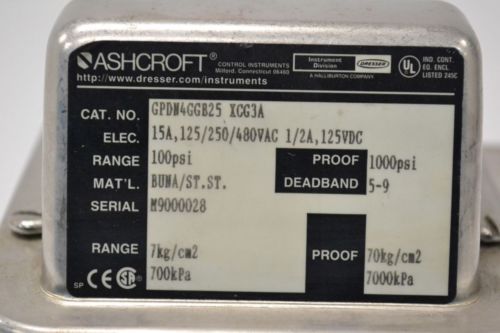 ASHCROFT®
CONTROL INSTRUMENTS
Milford, Connecticut 06460
http://www.dresser.com/instruments
Instrument
Division
DRESSER
A HALLIBURTON COMPANY
UL
IND. CONT.
EQ. ENCL.
LISTED 245C
CAT. NO. GPDN4GGB25 XCG3A
ELEC. 15A,125/250/480VAC 1/2A,125VDC
RANGE 100psi PROOF 1000psi
MAT'L. BUNA/ST.ST. DEADBAND 5-9
SERIAL M9000028
RANGE 7kg/cm2 PROOF 70kg/cm2
SP CE SA 700kPa 7000kPa